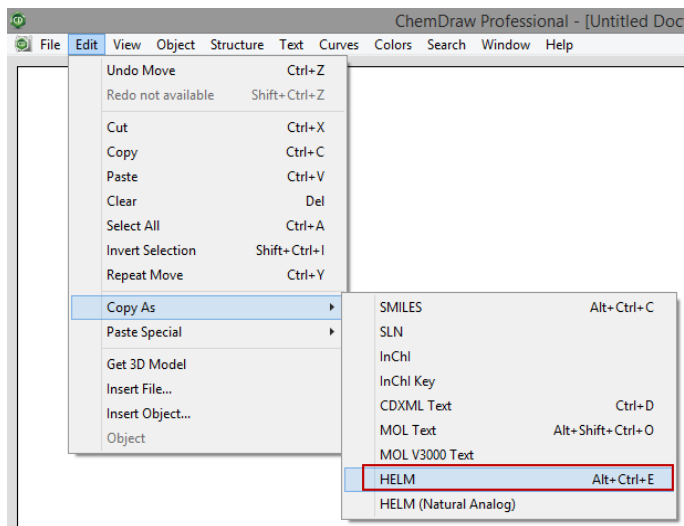 ChemDraw Professional - [Untitled Doc
File Edit View Object Structure Text Curves Colors Search Window Help
Undo Move Ctrl+Z
Redo not available Shift+Ctrl+Z
Cut Ctrl+X
Copy Ctrl+C
Paste Ctrl+V
Clear Del
Select All Ctrl+A
Invert Selection Shift+Ctrl+I
Repeat Move Ctrl+Y
Copy As
Paste Special
Get 3D Model
Insert File...
Insert Object...
Object
SMILES Alt+Ctrl+C
SLN
InChI
InChI Key
CDXML Text Ctrl+D
MOL Text Alt+Shift+Ctrl+O
MOL V3000 Text
HELM Alt+Ctrl+E
HELM (Natural Analog)